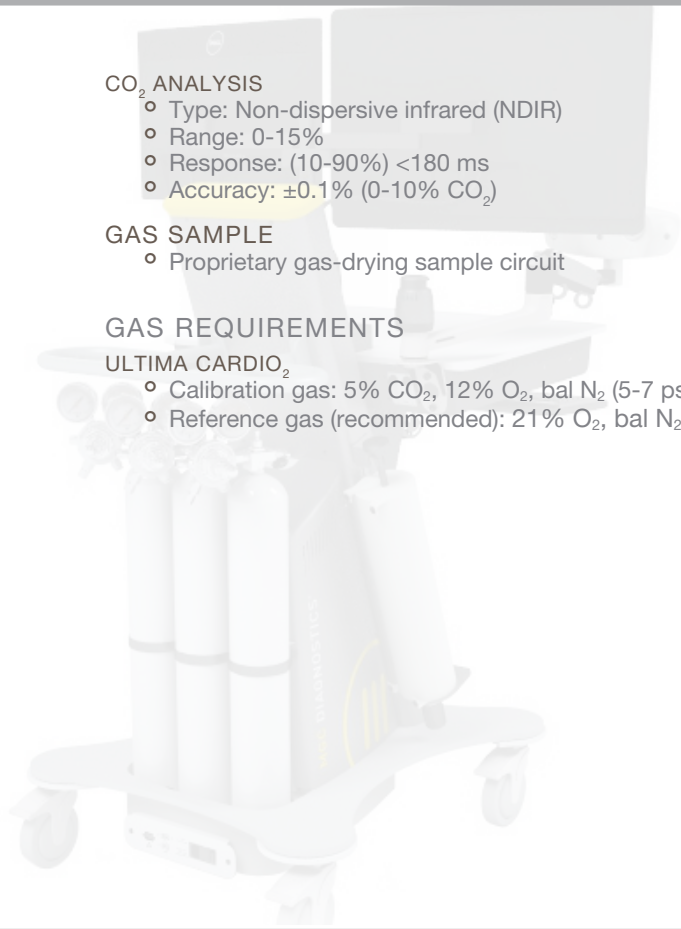 CO₂ ANALYSIS
° Type: Non-dispersive infrared (NDIR)
° Range: 0-15%
° Response: (10-90%) <180 ms
° Accuracy: ±0.1% (0-10% CO₂)
GAS SAMPLE
° Proprietary gas-drying sample circuit
GAS REQUIREMENTS
ULTIMA CARDIO₂
° Calibration gas: 5% CO₂, 12% O₂, bal N₂ (5-7 ps
° Reference gas (recommended): 21% O₂, bal N₂
DIAGNOSTICS